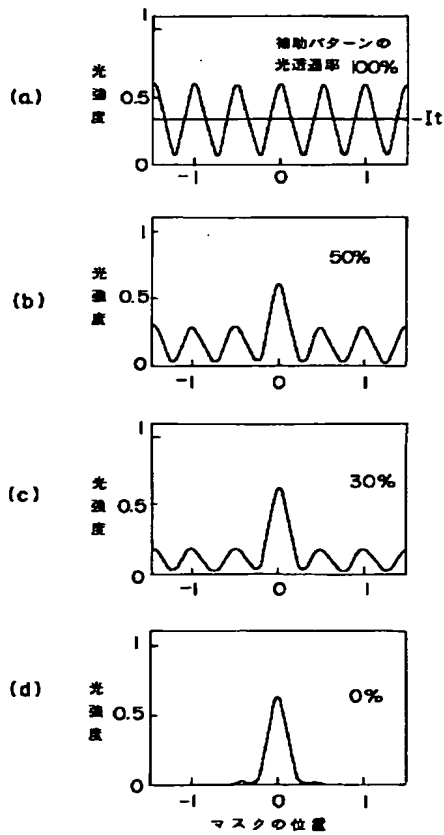 (a)
光強度
1
0.5
0
補助パターンの
光透過率 100%
It
-1 0 1
(b)
光強度
1
0.5
0
50%
-1 0 1
(c)
光強度
1
0.5
0
30%
-1 0 1
(d)
光強度
1
0.5
0
0%
-1 0 1
マスクの位置